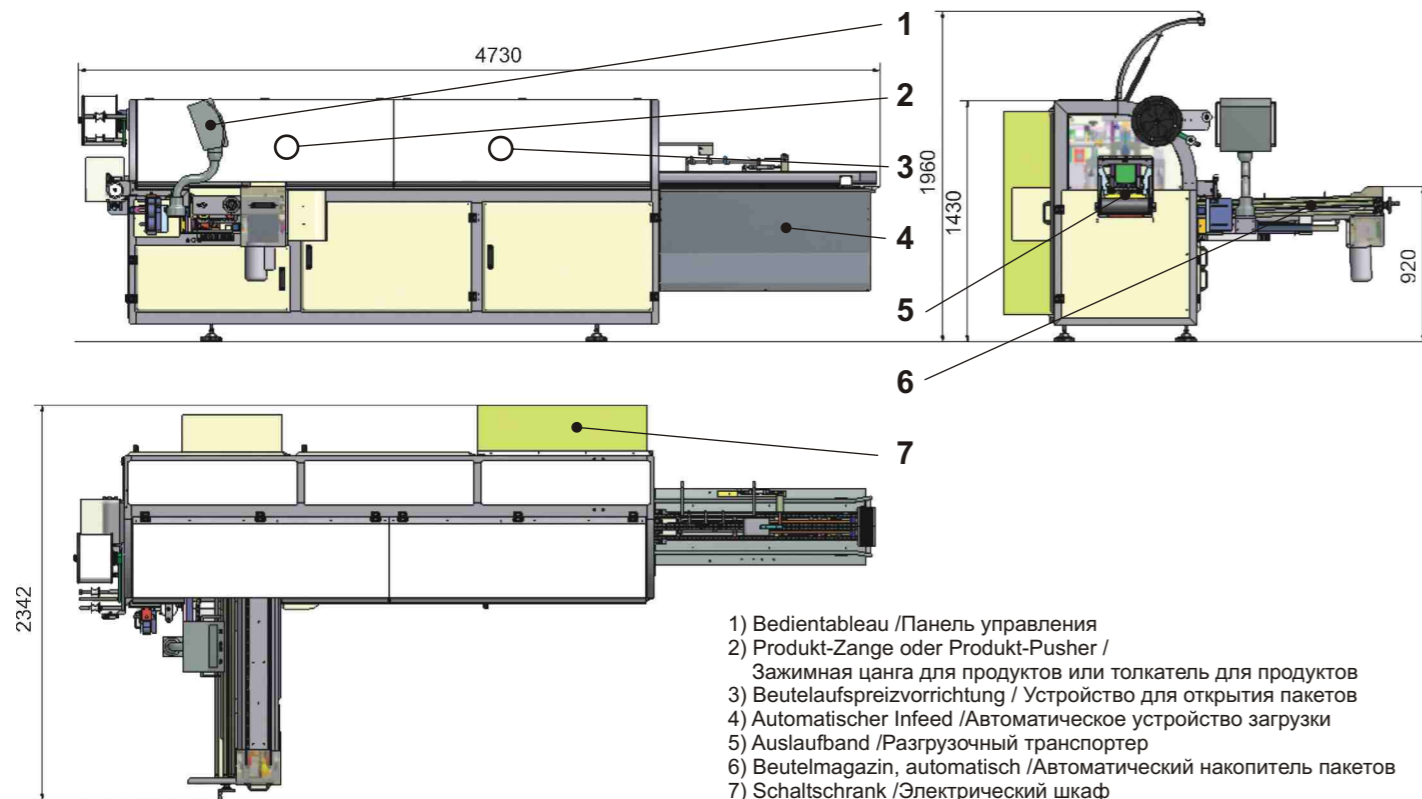 1
4730
2
3
1960
1430
4
920
5
6
7
2342
1) Bedientableau /Панель управления
2) Produkt-Zange oder Produkt-Pusher /
Зажимная цанга для продуктов или толкатель для продуктов
3) Beutelaufspreizvorrichtung / Устройство для открытия пакетов
4) Automatischer Infeed /Автоматическое устройство загрузки
5) Auslaufband /Разгрузочный транспортер
6) Beutelmagazin, automatisch /Автоматический накопитель пакетов
7) Schaltschrank /Электрический шкаф